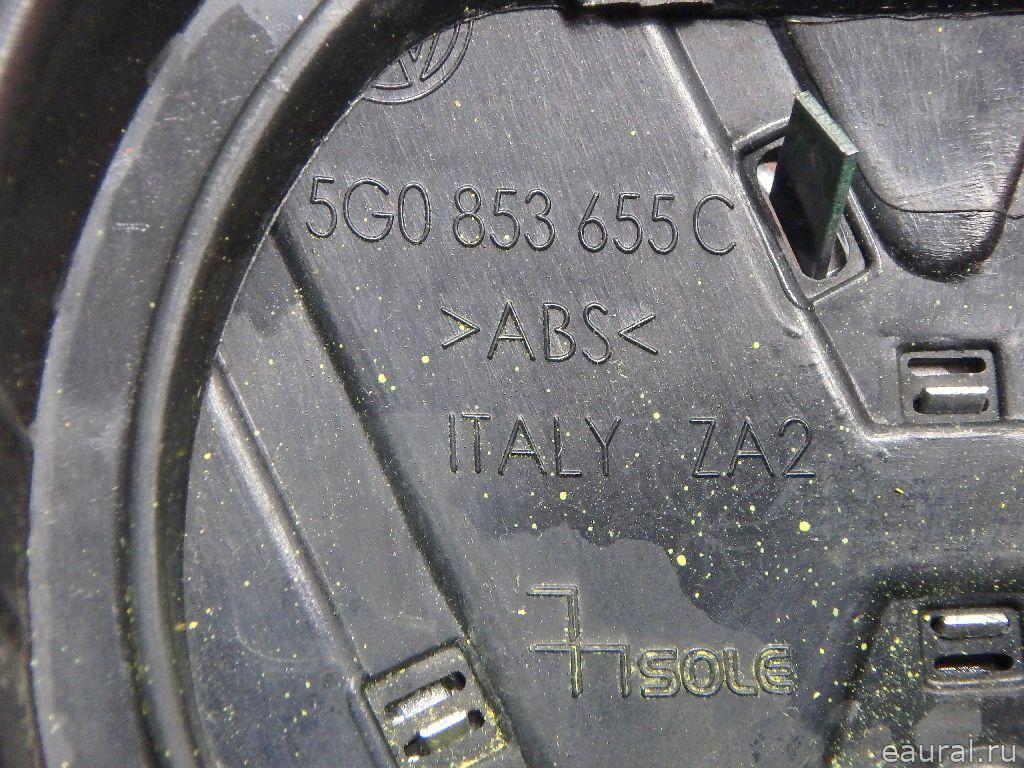 5G0 853 655 C
>ABS<
ITALY ZA2
SOLE
eaural.ru